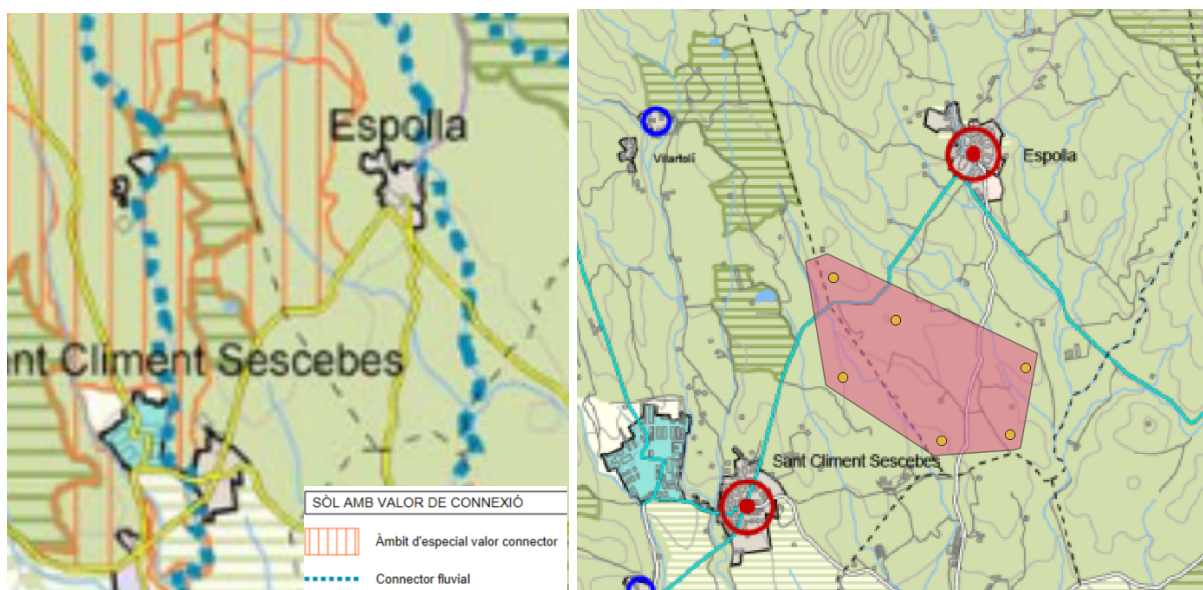 Espolla
nt Climent Sescebes
SÒL AMB VALOR DE CONNEXIÓ
Àmbit d'especial valor connector
Connector fluvial
Vilartolí
Espolla
Sant Climent Sescebes